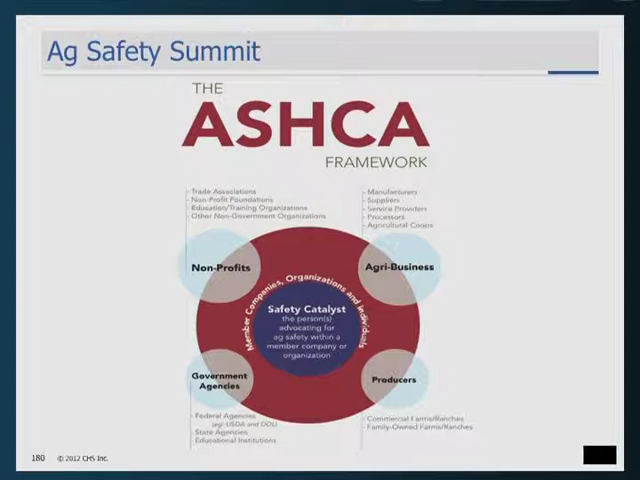 Ag Safety Summit
THE
ASHCA
FRAMEWORK
- Trade Associations
- Non-Profit Foundations
- Education/Training Organizations
- Other Non-Government Organizations
- Manufacturers
- Suppliers
- Service Providers
- Processors
- Agricultural Coops
Non-Profits
Agri-Business
Member Companies, Organizations and Individuals
Safety Catalyst
the person(s)
advocating for
ag safety within a
member company or
organization
Government
Agencies
Producers
- Federal Agencies
(eg: USDA and DOL)
- State Agencies
- Educational Institutions
- Commercial Farms/Ranches
- Family-Owned Farms/Ranches
180 © 2012 CHS Inc.